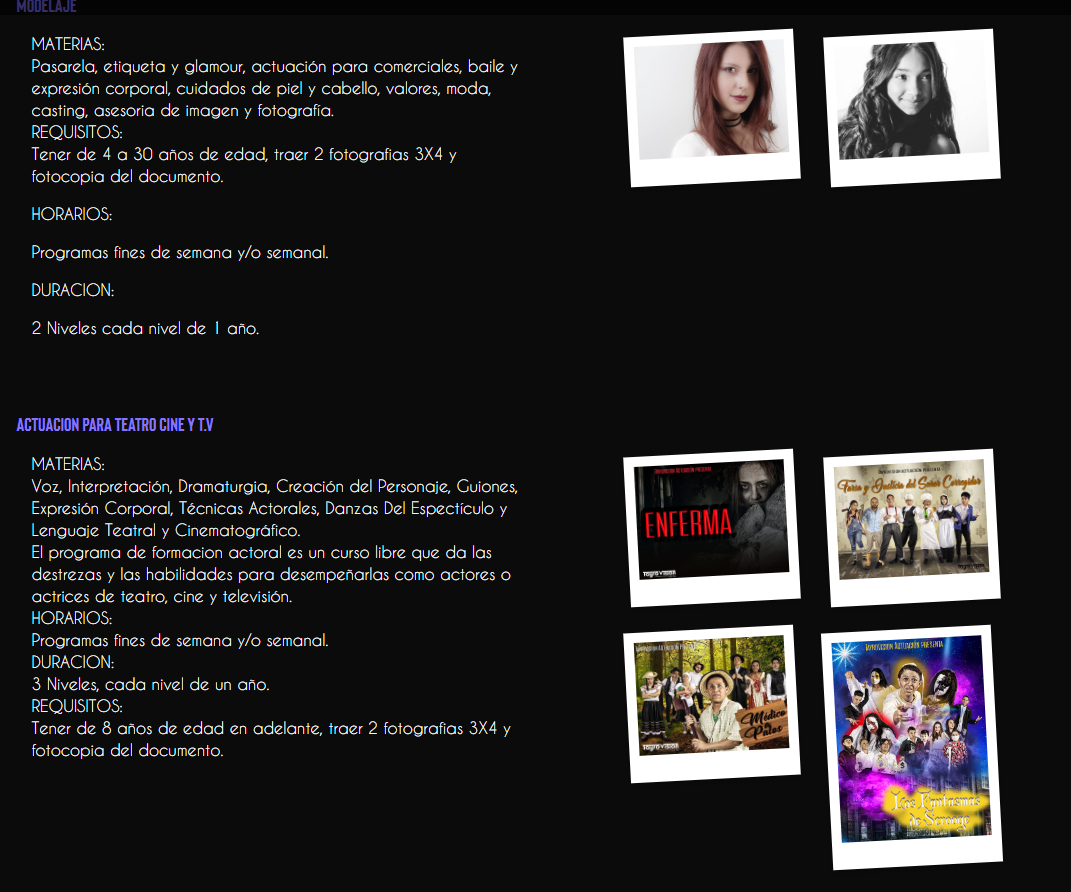 MODELAJE
MATERIAS:
Pasarela, etiqueta y glamour, actuación para comerciales, baile y
expresión corporal, cuidados de piel y cabello, valores, moda,
casting, asesoria de imagen y fotografía.
REQUISITOS:
Tener de 4 a 30 años de edad, traer 2 fotografias 3X4 y
fotocopia del documento.
HORARIOS:
Programas fines de semana y/o semanal.
DURACION:
2 Niveles cada nivel de 1 año.
ACTUACION PARA TEATRO CINE Y T.V
MATERIAS:
Voz, Interpretación, Dramaturgia, Creación del Personaje, Guiones,
Expresión Corporal, Técnicas Actorales, Danzas Del Espectículo y
Lenguaje Teatral y Cinematográfico.
El programa de formacion actoral es un curso libre que da las
destrezas y las habilidades para desempeñarlas como actores o
actrices de teatro, cine y televisión.
HORARIOS:
Programas fines de semana y/o semanal.
DURACION:
3 Niveles, cada nivel de un año.
REQUISITOS:
Tener de 8 años de edad en adelante, traer 2 fotografias 3X4 y
fotocopia del documento.
ENFERMA
Farsa y Justicia del Señor Corregidor
Médico
a Palos
Los Fantasmas
de Scrooge